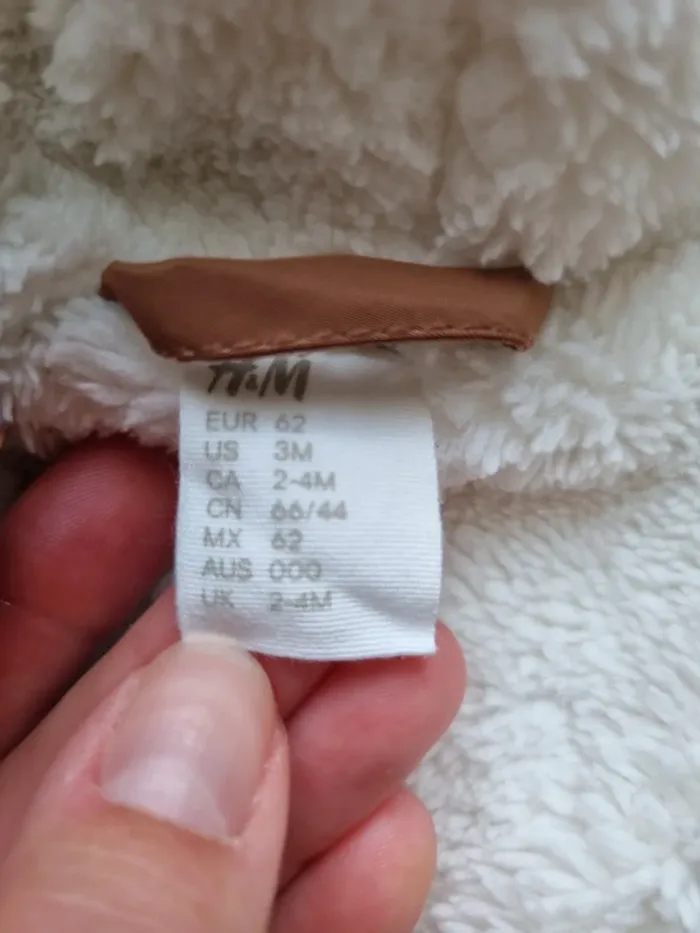 H&M
EUR 62
US 3M
CA 2-4M
CN 66/44
MX 62
AUS 000
UK 2-4M